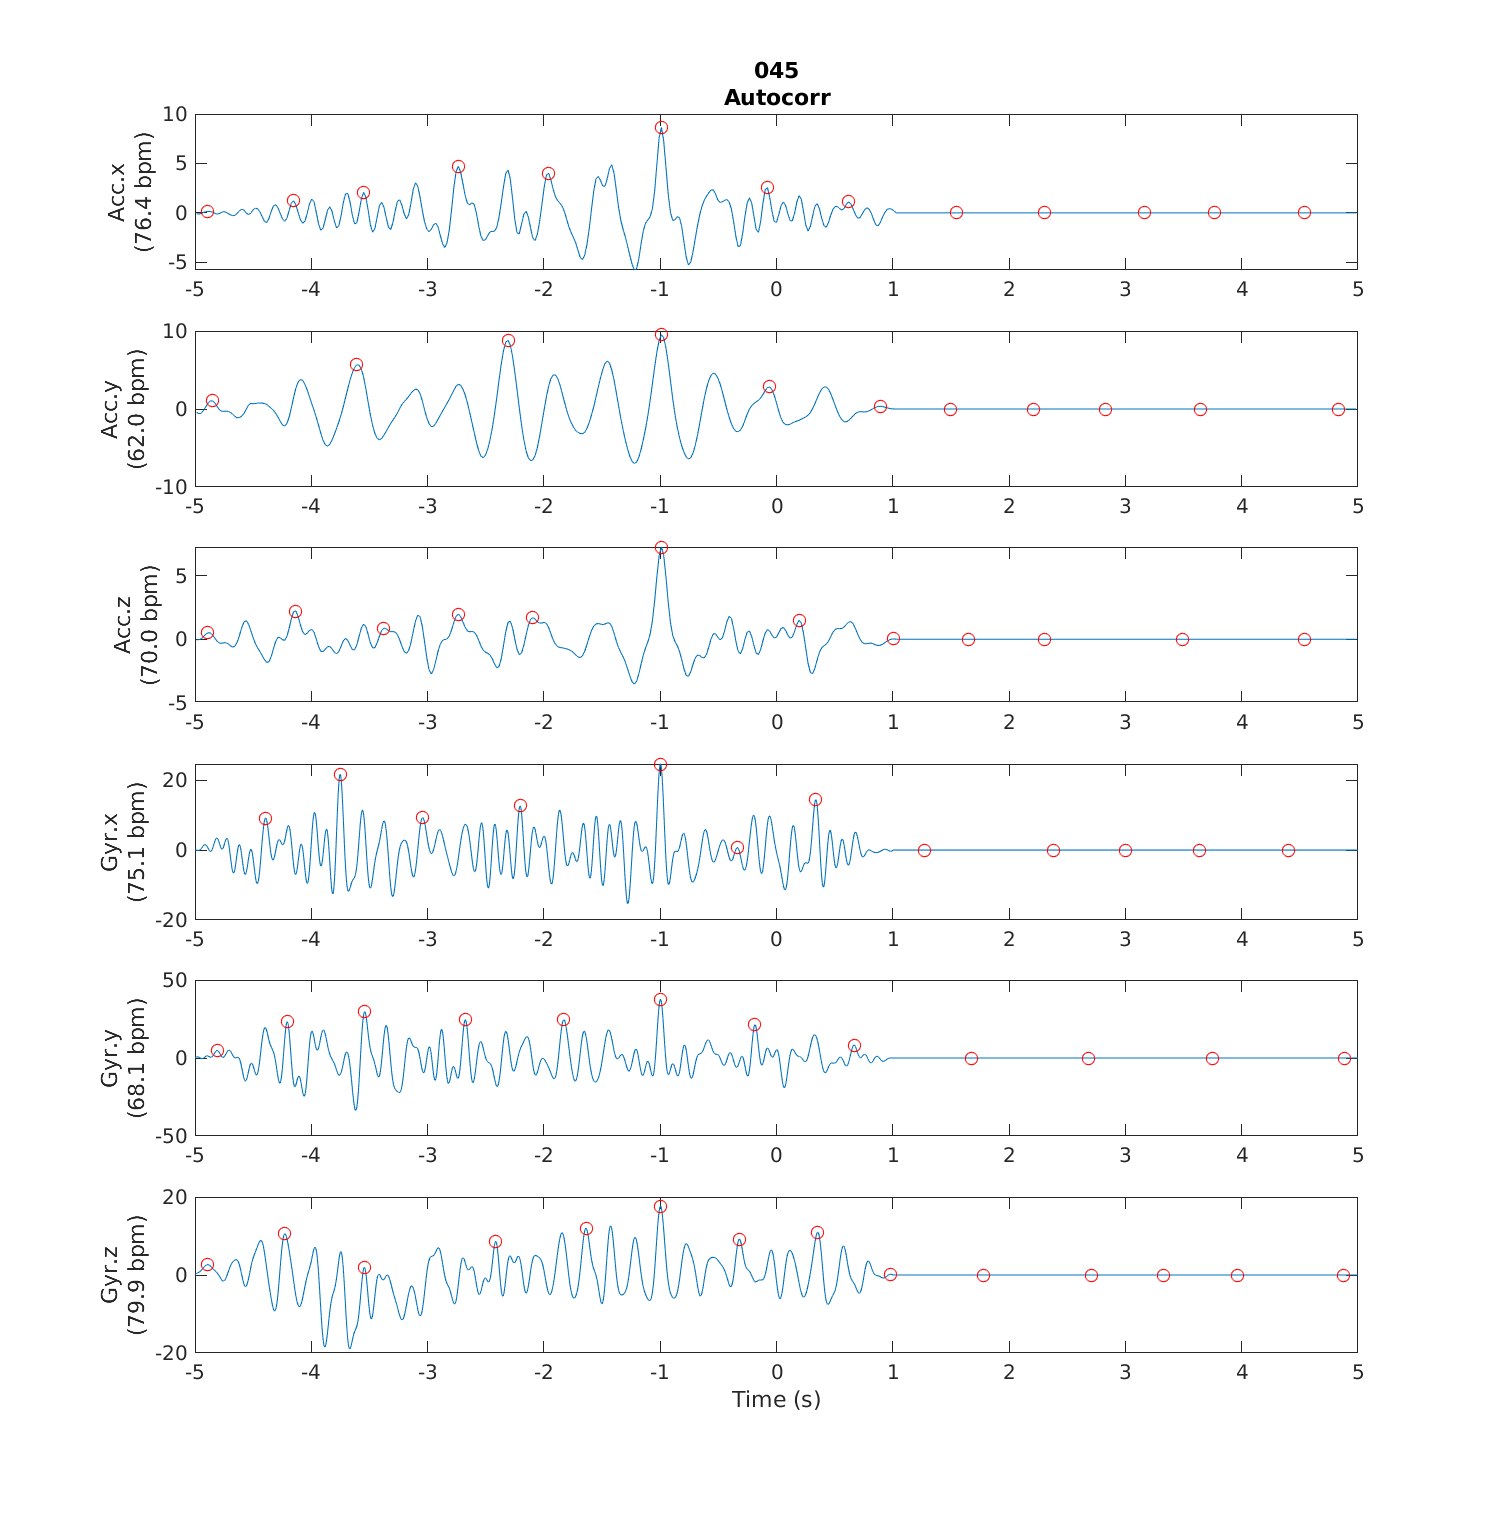 045
Autocorr
Acc.x
(76.4 bpm)
10
5
0
-5
-5 -4 -3 -2 -1 0 1 2 3 4 5
Acc.y
(62.0 bpm)
10
0
-10
-5 -4 -3 -2 -1 0 1 2 3 4 5
Acc.z
(70.0 bpm)
5
0
-5
-5 -4 -3 -2 -1 0 1 2 3 4 5
Gyr.x
(75.1 bpm)
20
0
-20
-5 -4 -3 -2 -1 0 1 2 3 4 5
Gyr.y
(68.1 bpm)
50
0
-50
-5 -4 -3 -2 -1 0 1 2 3 4 5
Gyr.z
(79.9 bpm)
20
0
-20
-5 -4 -3 -2 -1 0 1 2 3 4 5
Time (s)